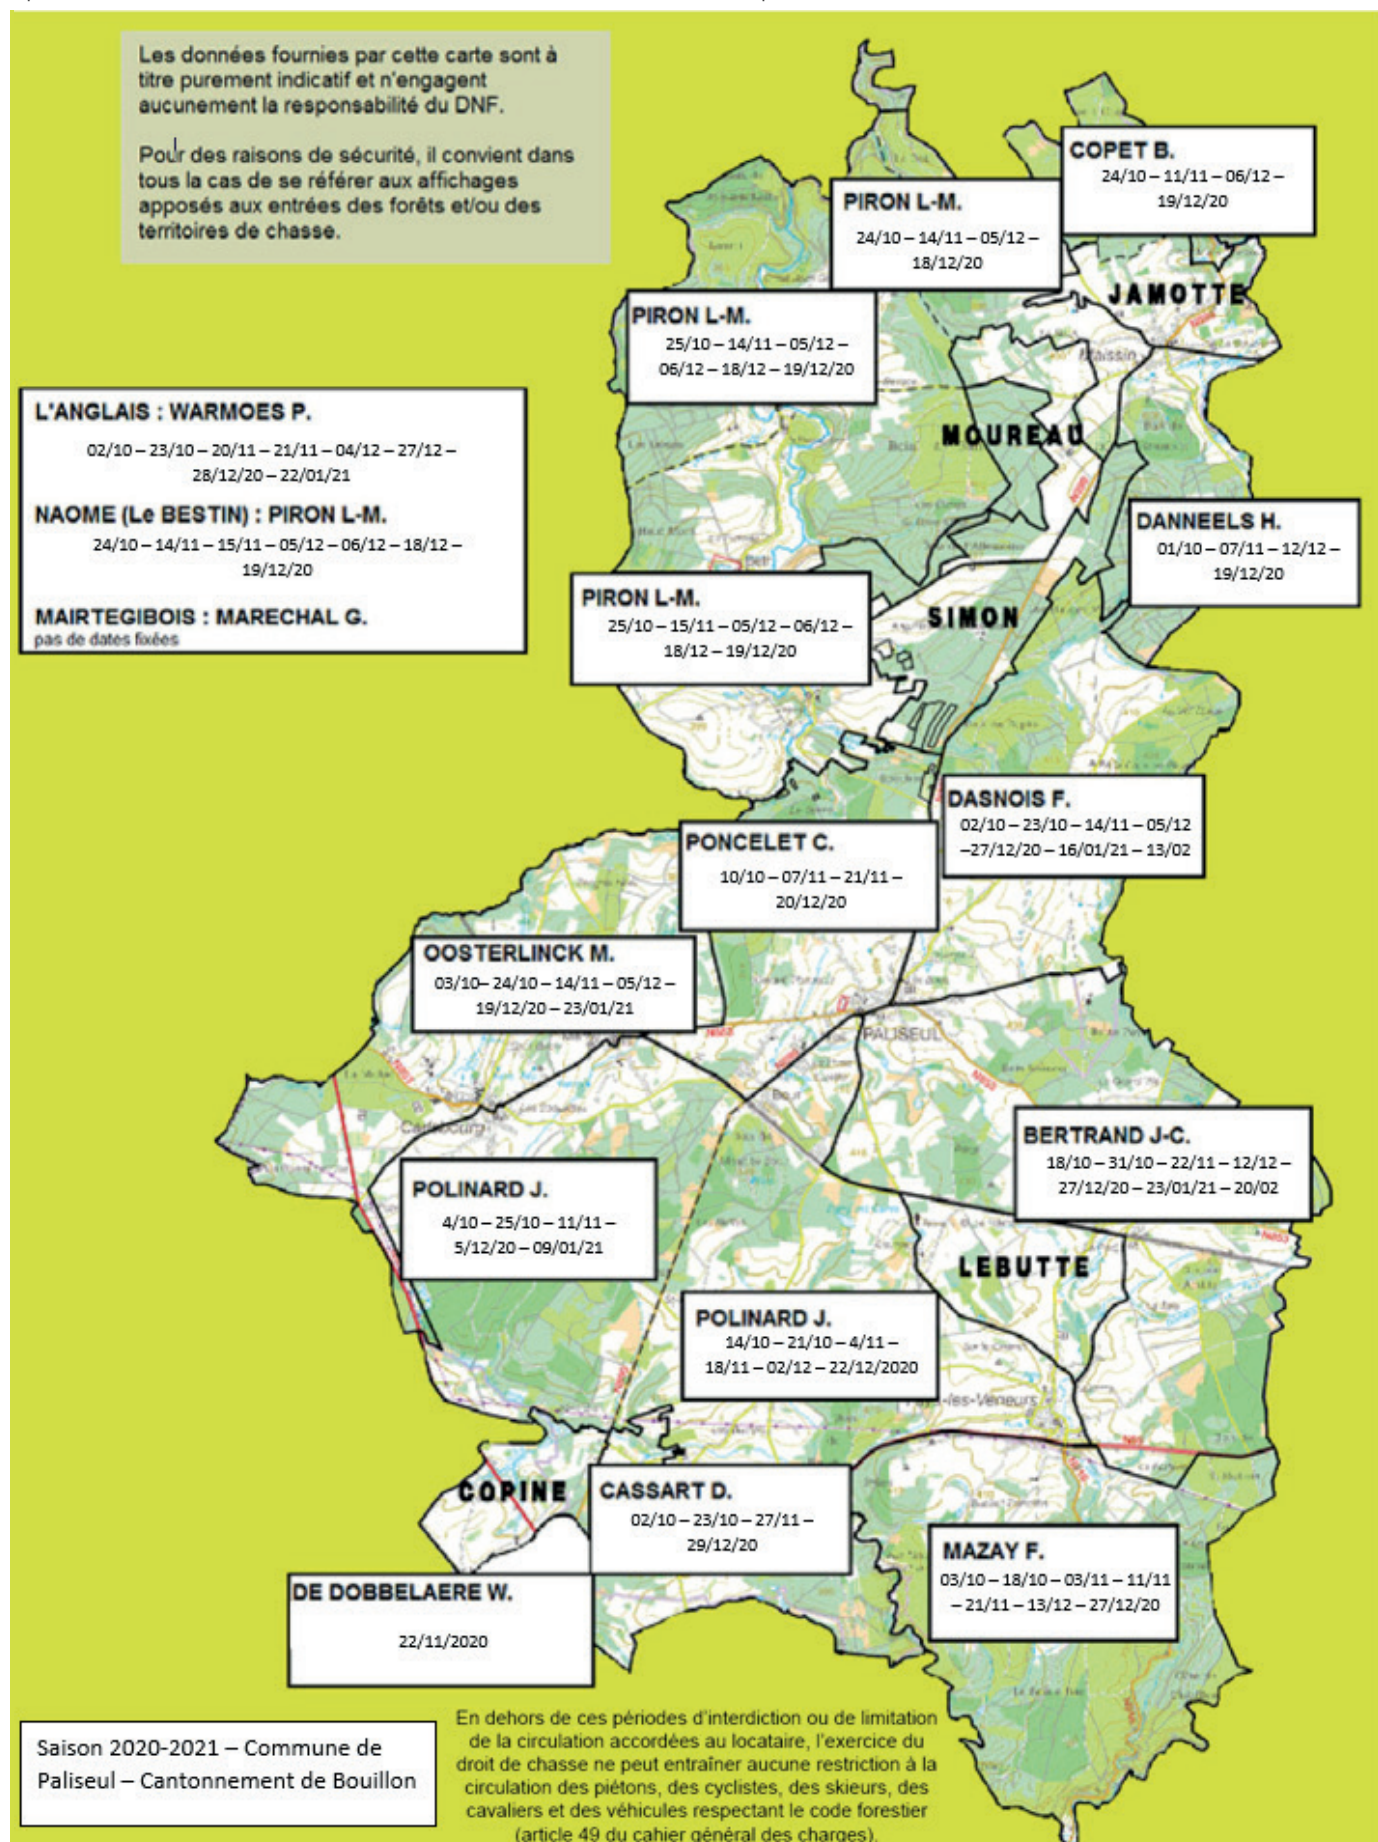 Les données fournies par cette carte sont à
titre purement indicatif et n'engagent
aucunement la responsabilité du DNF.
Pour des raisons de sécurité, il convient dans
tous la cas de se référer aux affichages
apposés aux entrées des forêts et/ou des
territoires de chasse.
COPET B.
24/10 – 11/11 – 06/12 –
19/12/20
PIRON L-M.
24/10 – 14/11 – 05/12 –
18/12/20
JAMOTTE
PIRON L-M.
25/10 – 14/11 – 05/12 –
06/12 – 18/12 – 19/12/20
Maissin
L'ANGLAIS : WARMOES P.
02/10 – 23/10 – 20/11 – 21/11 – 04/12 – 27/12 –
28/12/20 – 22/01/21
NAOME (Le BESTIN) : PIRON L-M.
24/10 – 14/11 – 15/11 – 05/12 – 06/12 – 18/12 –
19/12/20
MAIRTEGIBOIS : MARECHAL G.
pas de dates fixées
MOUREAU
N899
DANNEELS H.
01/10 – 07/11 – 12/12 –
19/12/20
PIRON L-M.
25/10 – 15/11 – 05/12 – 06/12 –
18/12 – 19/12/20
SIMON
DASNOIS F.
02/10 – 23/10 – 14/11 – 05/12
–27/12/20 – 16/01/21 – 13/02
PONCELET C.
10/10 – 07/11 – 21/11 –
20/12/20
OOSTERLINCK M.
03/10– 24/10 – 14/11 – 05/12 –
19/12/20 – 23/01/21
PALISEUL
N853
Carlsbourg
BERTRAND J-C.
18/10 – 31/10 – 22/11 – 12/12 –
27/12/20 – 23/01/21 – 20/02
POLINARD J.
4/10 – 25/10 – 11/11 –
5/12/20 – 09/01/21
N853
LEBUTTE
POLINARD J.
14/10 – 21/10 – 4/11 –
18/11 – 02/12 – 22/12/2020
-les-Veneurs
N89
COPINE
CASSART D.
02/10 – 23/10 – 27/11 –
29/12/20
MAZAY F.
03/10 – 18/10 – 03/11 – 11/11
– 21/11 – 13/12 – 27/12/20
DE DOBBELAERE W.
22/11/2020
Saison 2020-2021 – Commune de
Paliseul – Cantonnement de Bouillon
En dehors de ces périodes d'interdiction ou de limitation
de la circulation accordées au locataire, l'exercice du
droit de chasse ne peut entraîner aucune restriction à la
circulation des piétons, des cyclistes, des skieurs, des
cavaliers et des véhicules respectant le code forestier
(article 49 du cahier général des charges).